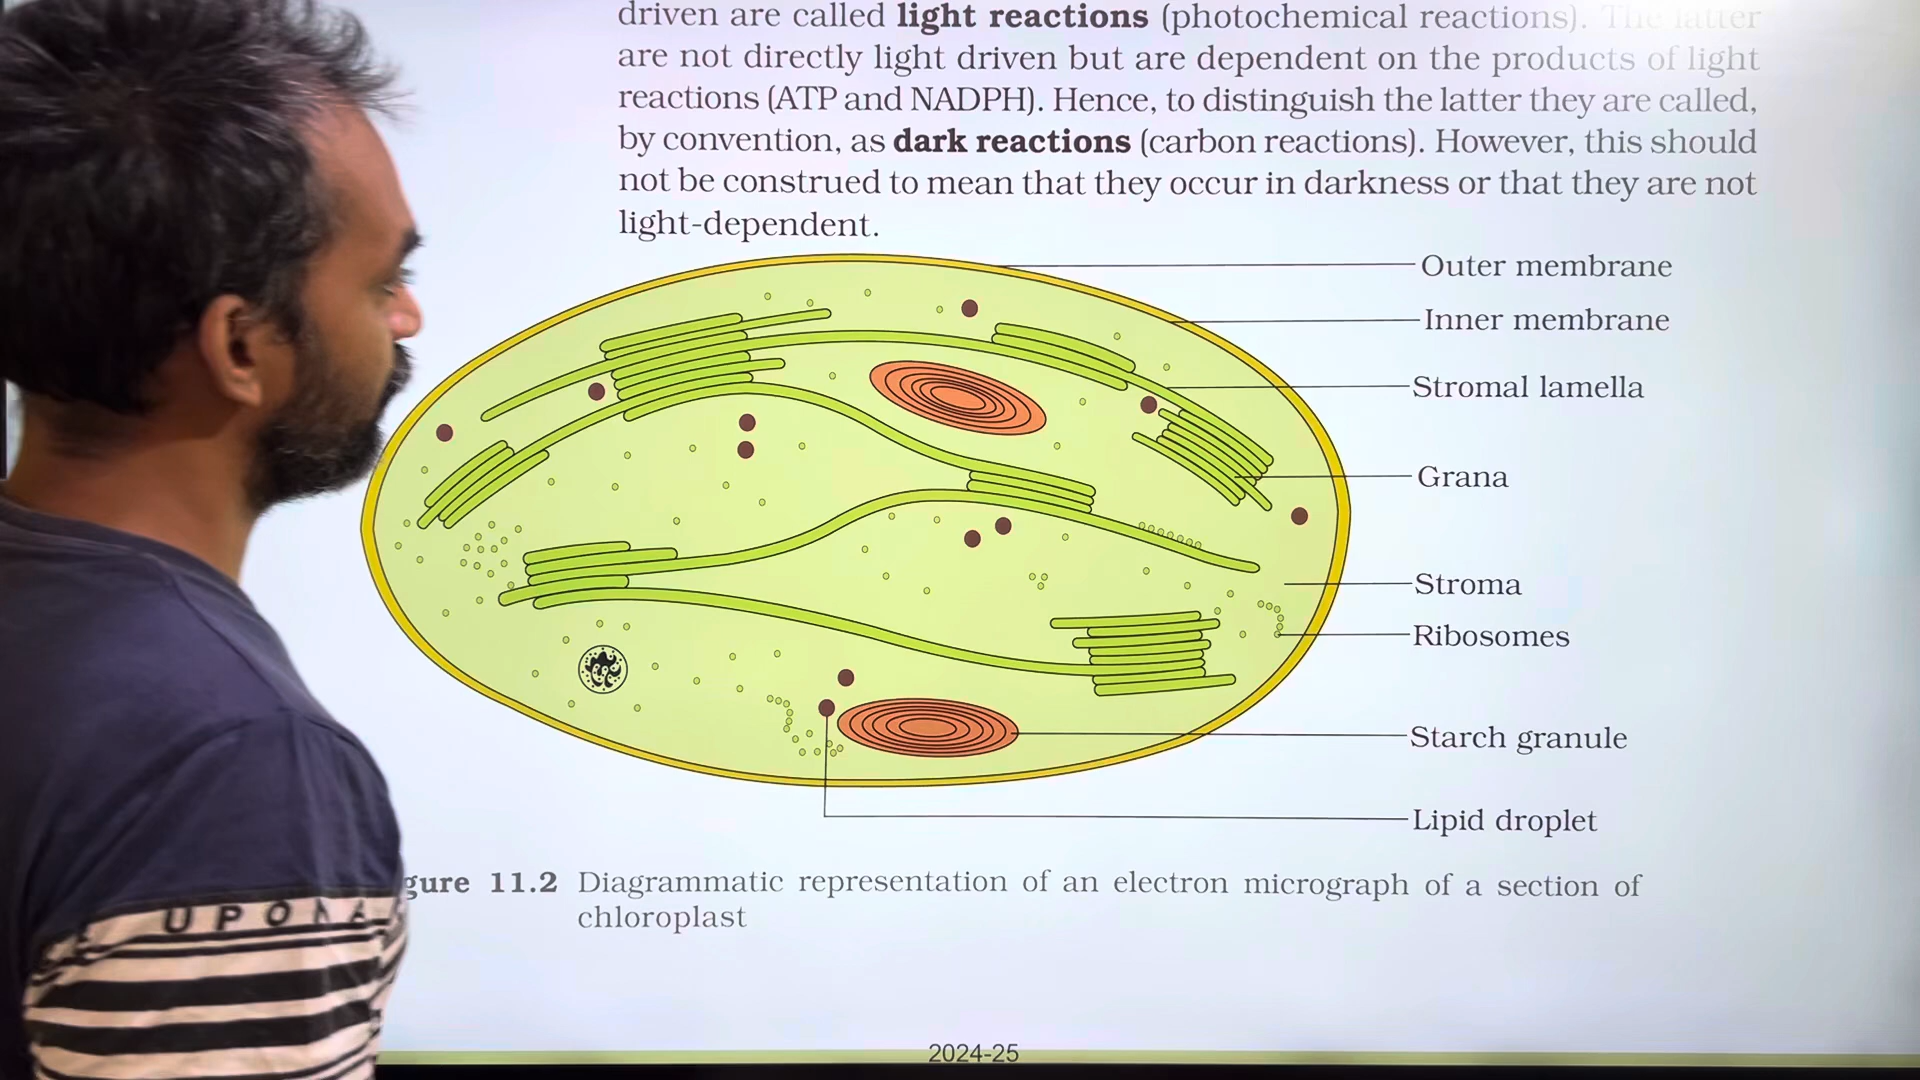 driven are called light reactions (photochemical reactions). The latter
are not directly light driven but are dependent on the products of light
reactions (ATP and NADPH). Hence, to distinguish the latter they are called,
by convention, as dark reactions (carbon reactions). However, this should
not be construed to mean that they occur in darkness or that they are not
light-dependent.
Outer membrane
Inner membrane
Stromal lamella
Grana
Stroma
Ribosomes
Starch granule
Lipid droplet
gure 11.2 Diagrammatic representation of an electron micrograph of a section of
chloroplast
UPON
2024-25